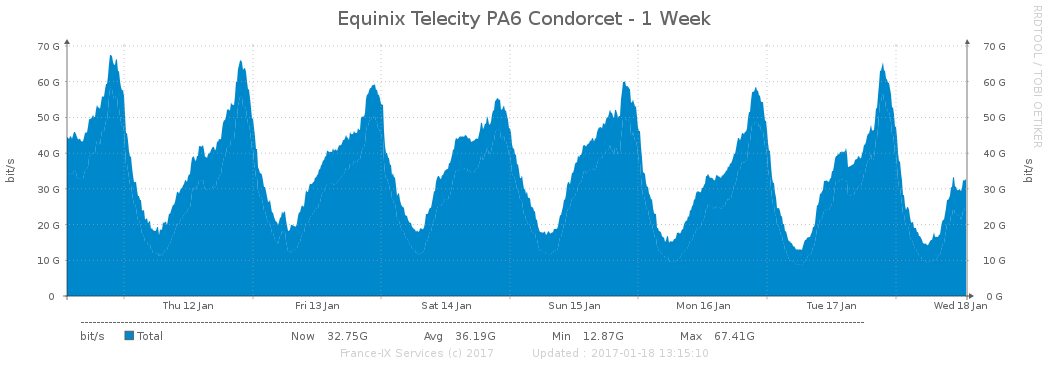 Equinix Telecity PA6 Condorcet - 1 Week
RRDTOOL / TOBI OETIKER
70 G 70 G
60 G 60 G
50 G 50 G
40 G 40 G
30 G 30 G
20 G 20 G
10 G 10 G
0 0 G
bit/s
bit/s
Thu 12 Jan Fri 13 Jan Sat 14 Jan Sun 15 Jan Mon 16 Jan Tue 17 Jan Wed 18 Jan
bit/s Total Now 32.75G Avg 36.19G Min 12.87G Max 67.41G
France-IX Services (c) 2017 Updated : 2017-01-18 13:15:10